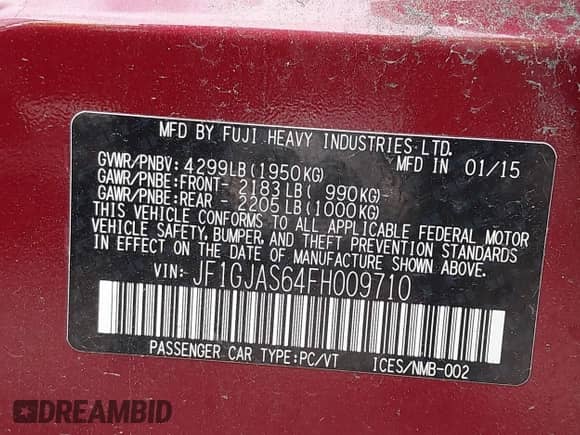 MFD BY FUJI HEAVY INDUSTRIES LTD.
GVWR/PNBV: 4299LB(1950KG) MFD IN 01/15
GAWR/PNBE:FRONT- 2183LB( 990KG)-
GAWR/PNBE:REAR - 2205LB(1000KG)
THIS VEHICLE CONFORMS TO ALL APPLICABLE FEDERAL MOTOR
VEHICLE SAFETY, BUMPER, AND THEFT PREVENTION STANDARDS
IN EFFECT ON THE DATE OF MANUFACTURE SHOWN ABOVE.
VIN:- JF1GJAS64FH009710
PASSENGER CAR TYPE:PC/VT ICES/NMB-002
DREAMBID